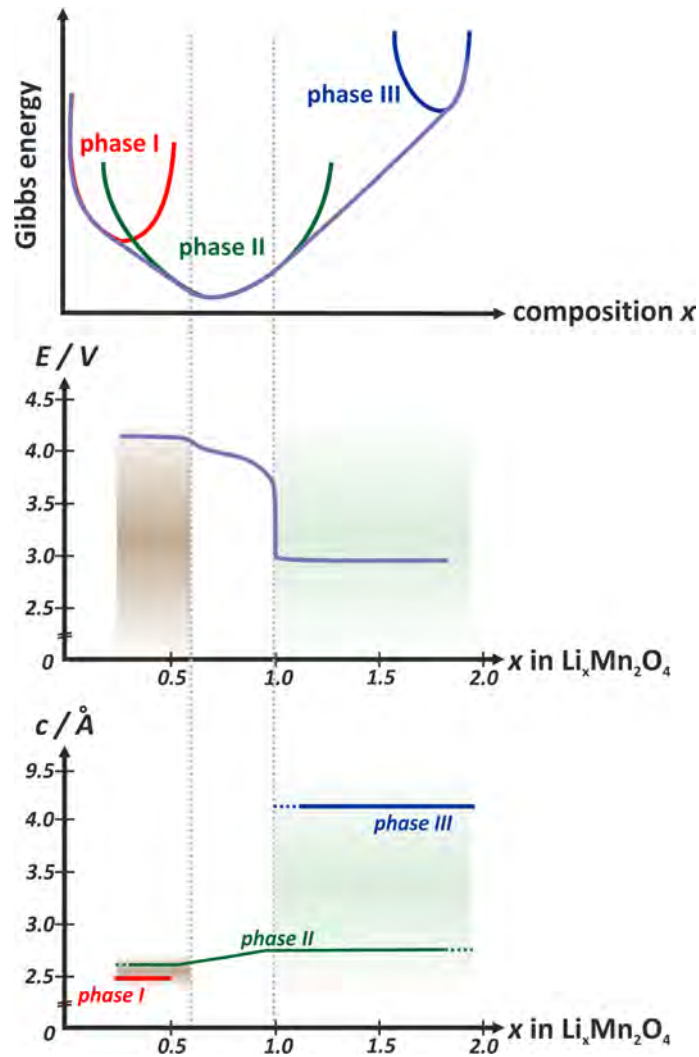 Gibbs energy
phase I
phase II
phase III
composition x
E / V
4.5
4.0
3.5
3.0
2.5
0
0.5
1.0
1.5
2.0
x in LiₓMn₂O₄
c / Å
9.5
4.0
3.0
2.5
0
phase III
phase II
phase I
0.5
1.0
1.5
2.0
x in LiₓMn₂O₄